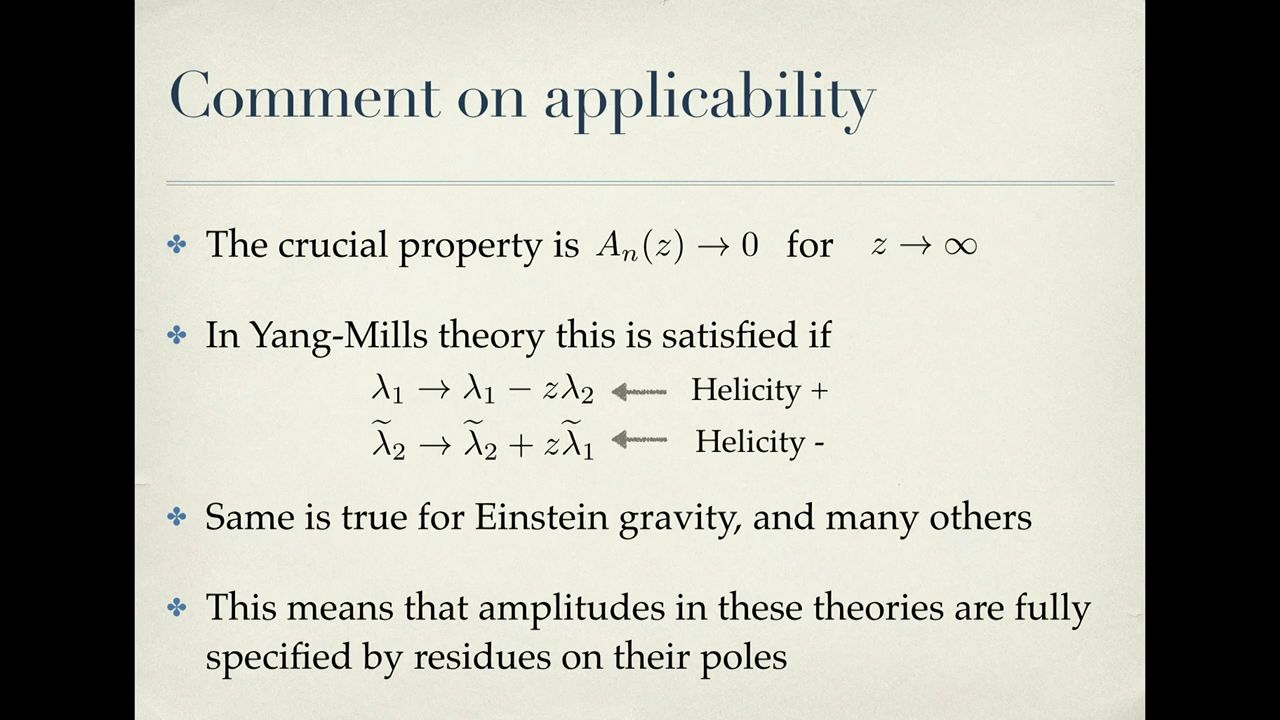 Comment on applicability
✤ The crucial property is Aₙ(z) → 0 for z → ∞
✤ In Yang-Mills theory this is satisfied if
λ₁ → λ₁ − zλ₂ ← Helicity +
λ̃₂ → λ̃₂ + zλ̃₁ ← Helicity -
✤ Same is true for Einstein gravity, and many others
✤ This means that amplitudes in these theories are fully
specified by residues on their poles